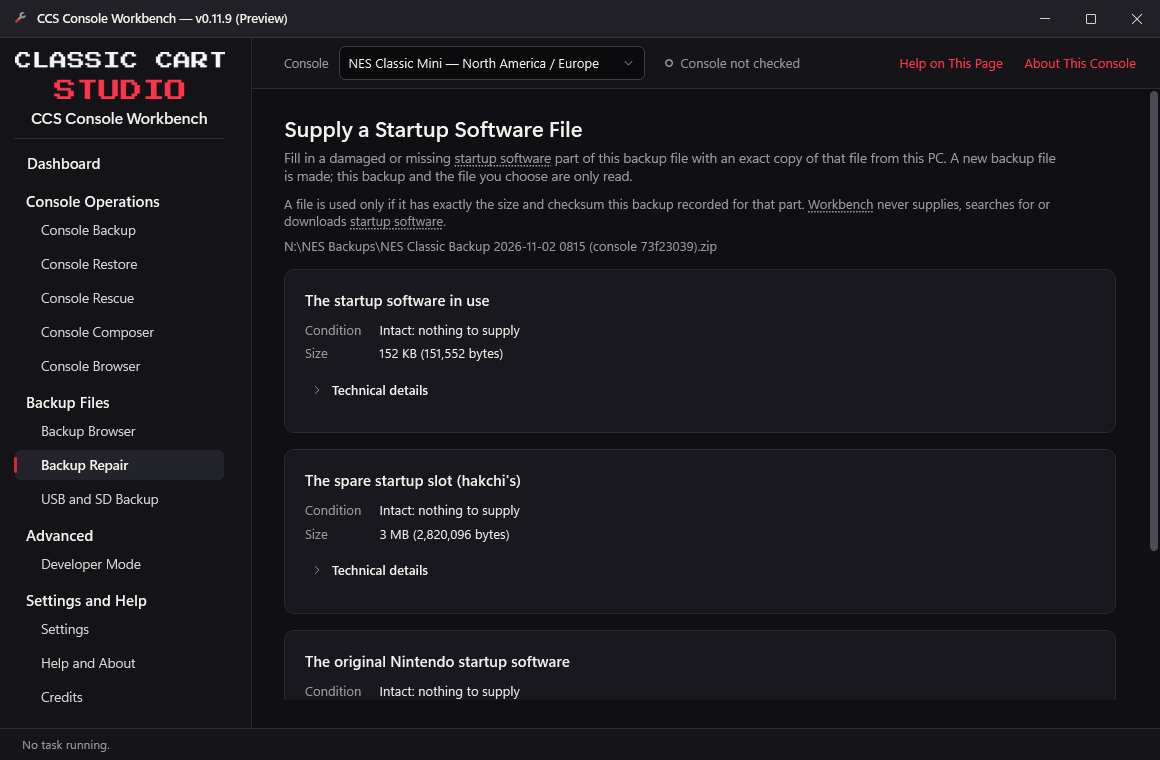 CCS Console Workbench — v0.11.9 (Preview)
CLASSIC CART
STUDIO
CCS Console Workbench
Dashboard
Console Operations
Console Backup
Console Restore
Console Rescue
Console Composer
Console Browser
Backup Files
Backup Browser
Backup Repair
USB and SD Backup
Advanced
Developer Mode
Settings and Help
Settings
Help and About
Credits
Console
NES Classic Mini — North America / Europe
Console not checked
Help on This Page
About This Console
Supply a Startup Software File
Fill in a damaged or missing startup software part of this backup file with an exact copy of that file from this PC. A new backup file
is made; this backup and the file you choose are only read.
A file is used only if it has exactly the size and checksum this backup recorded for that part. Workbench never supplies, searches for or
downloads startup software.
N:\NES Backups\NES Classic Backup 2026-11-02 0815 (console 73f23039).zip
The startup software in use
Condition Intact: nothing to supply
Size 152 KB (151,552 bytes)
Technical details
The spare startup slot (hakchi's)
Condition Intact: nothing to supply
Size 3 MB (2,820,096 bytes)
Technical details
The original Nintendo startup software
Condition Intact: nothing to supply
No task running.